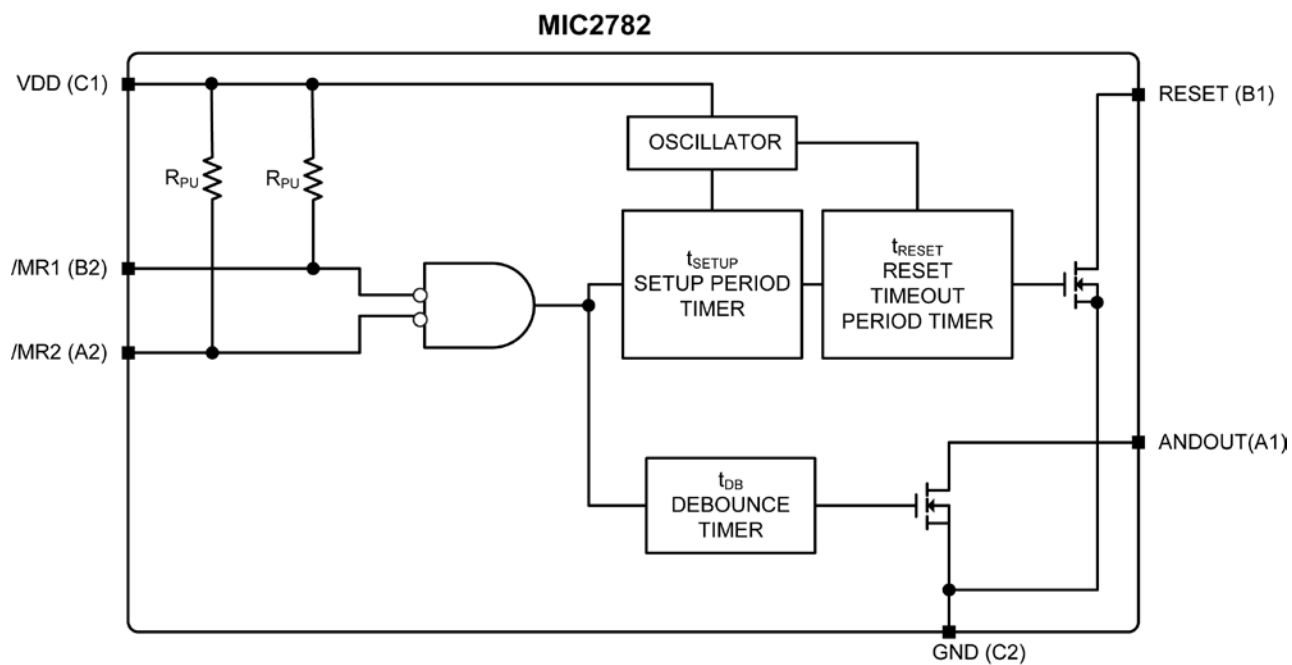 MIC2782
VDD (C1)
RESET (B1)
OSCILLATOR
RPU
RPU
tSETUP
SETUP PERIOD
TIMER
tRESET
RESET
TIMEOUT
PERIOD TIMER
/MR1 (B2)
/MR2 (A2)
ANDOUT(A1)
tDB
DEBOUNCE
TIMER
GND (C2)